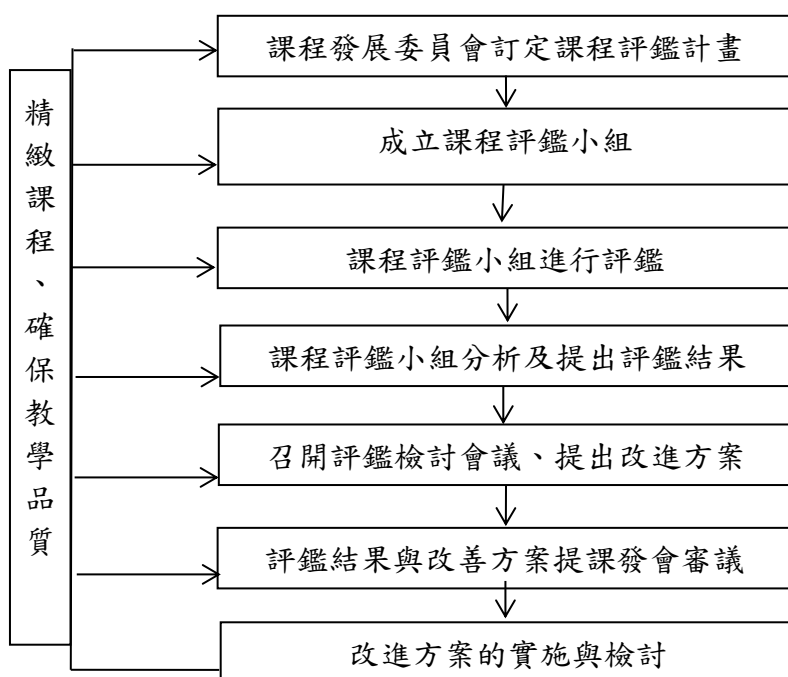 課程發展委員會訂定課程評鑑計畫
精緻課程、確保教學品質
成立課程評鑑小組
課程評鑑小組進行評鑑
課程評鑑小組分析及提出評鑑結果
召開評鑑檢討會議、提出改進方案
評鑑結果與改善方案提課發會審議
改進方案的實施與檢討